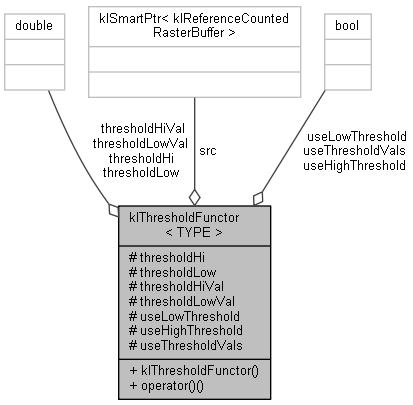 double
klSmartPtr< klReferenceCounted
RasterBuffer >
bool
thresholdHiVal
thresholdLowVal
thresholdHi
thresholdLow
src
useLowThreshold
useThresholdVals
useHighThreshold
klThresholdFunctor
< TYPE >
# thresholdHi
# thresholdLow
# thresholdHiVal
# thresholdLowVal
# useLowThreshold
# useHighThreshold
# useThresholdVals
+ klThresholdFunctor()
+ operator()()